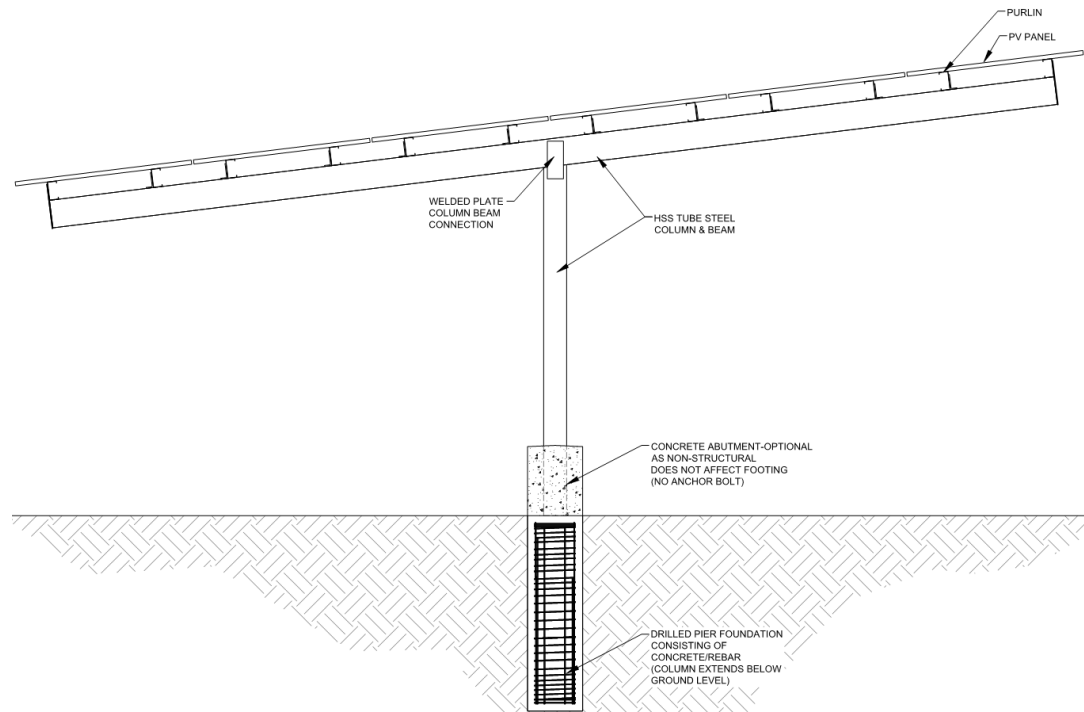 PURLIN
PV PANEL
WELDED PLATE
COLUMN BEAM
CONNECTION
HSS TUBE STEEL
COLUMN & BEAM
CONCRETE ABUTMENT-OPTIONAL
AS NON-STRUCTURAL
DOES NOT AFFECT FOOTING
(NO ANCHOR BOLT)
DRILLED PIER FOUNDATION
CONSISTING OF
CONCRETE/REBAR
(COLUMN EXTENDS BELOW
GROUND LEVEL)